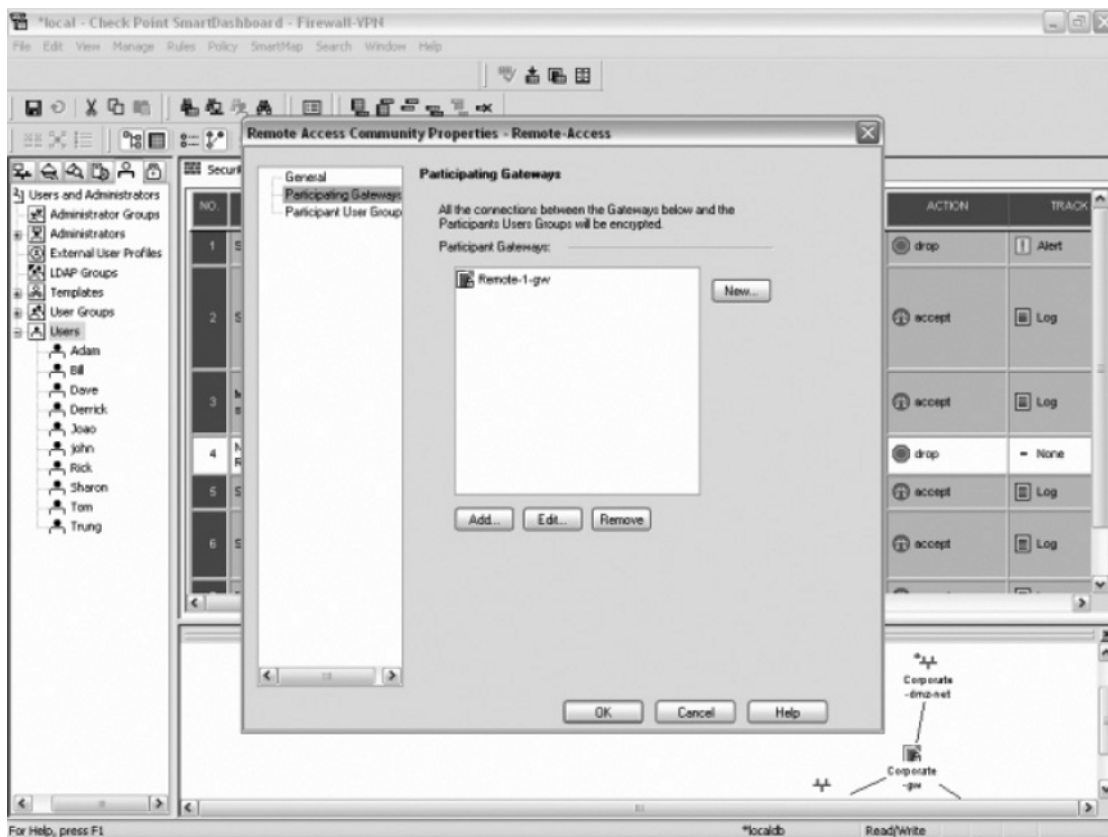 *local - Check Point SmartDashboard - Firewall-VPN
File Edit View Manage Rules Policy SmartMap Search Window Help
Remote Access Community Properties - Remote-Access
Users and Administrators
Administrator Groups
Administrators
External User Profiles
LDAP Groups
Templates
User Groups
Users
Adam
Bill
Dave
Derrick
Joao
john
Rick
Sharon
Tom
Trung
General
Participating Gateways
Participant User Group
Participating Gateways
All the connections between the Gateways below and the
Participants Users Groups will be encrypted.
Participant Gateways:
Remote-1-gw
New...
Add... Edit... Remove
OK Cancel Help
NO. ACTION TRACK
1 drop Alert
2 accept Log
3 accept Log
4 drop None
5 accept Log
6 accept Log
Corporate
-dmz-net
Corporate
-gw
For Help, press F1 *localdb Read/Write